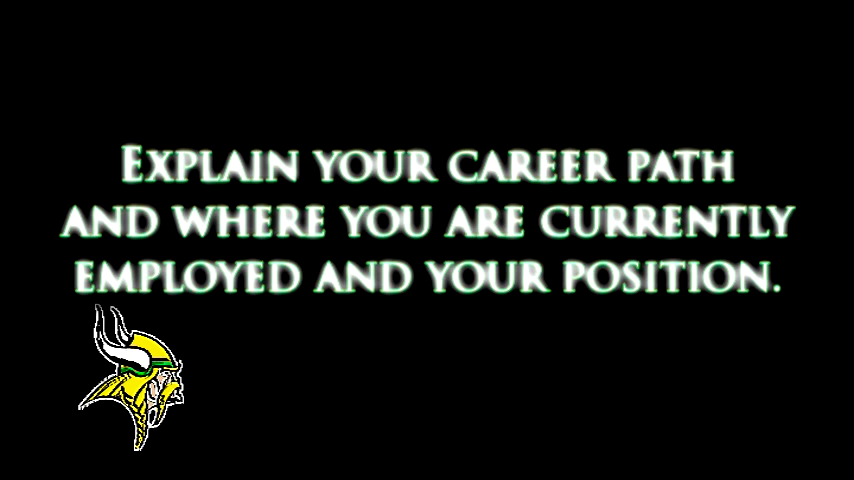 Explain your career path
and where you are currently
employed and your position.